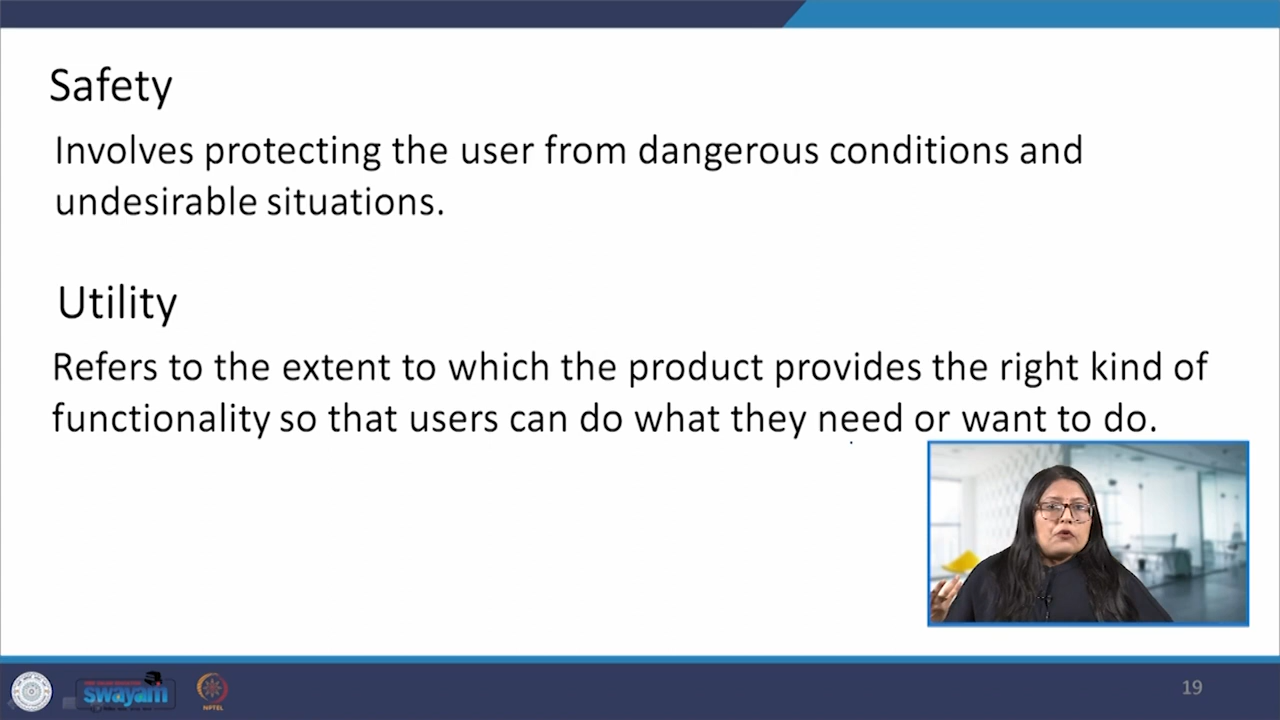 Safety
Involves protecting the user from dangerous conditions and
undesirable situations.
Utility
Refers to the extent to which the product provides the right kind of
functionality so that users can do what they need or want to do.
swayam
NPTEL
19